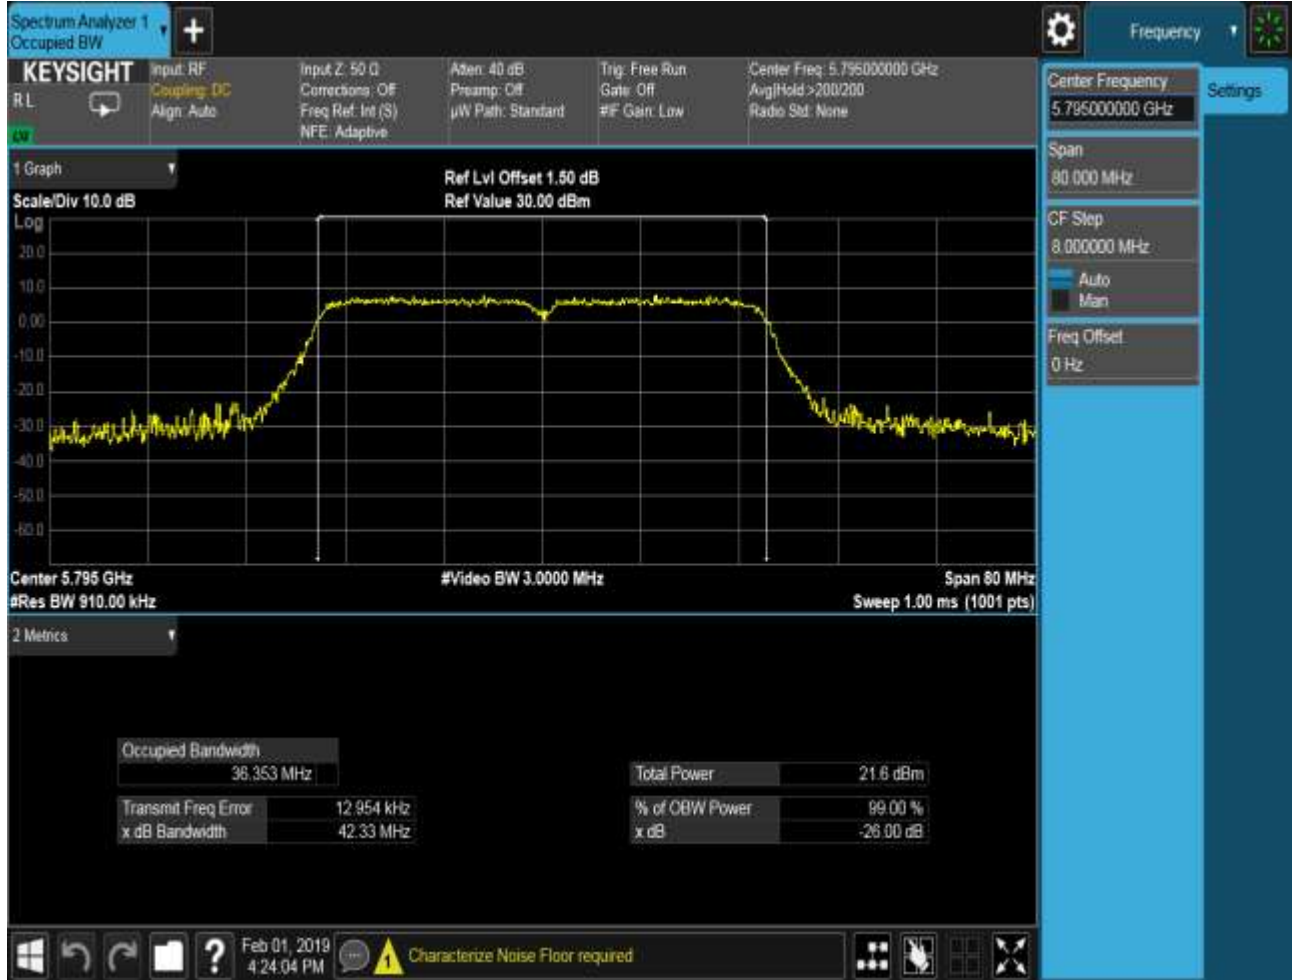 Spectrum Analyzer 1
Occupied BW
Frequency
KEYSIGHT
R L
Input: RF
Coupling: DC
Align: Auto
Input Z: 50 Ω
Corrections: Off
Freq Ref: Int (S)
NFE: Adaptive
Atten: 40 dB
Preamp: Off
µW Path: Standard
Trig: Free Run
Gate: Off
#IF Gain: Low
Center Freq: 5.795000000 GHz
Avg|Hold:>200/200
Radio Std: None
Center Frequency
5.795000000 GHz
Settings
Span
80.000 MHz
CF Step
8.000000 MHz
Auto
Man
Freq Offset
0 Hz
1 Graph
Scale/Div 10.0 dB
Ref Lvl Offset 1.50 dB
Ref Value 30.00 dBm
Log
20.0
10.0
0.00
-10.0
-20.0
-30.0
-40.0
-50.0
-60.0
Center 5.795 GHz
#Video BW 3.0000 MHz
Span 80 MHz
#Res BW 910.00 kHz
Sweep 1.00 ms (1001 pts)
2 Metrics
Occupied Bandwidth
36.353 MHz
Total Power 21.6 dBm
Transmit Freq Error 12.954 kHz
% of OBW Power 99.00 %
x dB Bandwidth 42.33 MHz
x dB -26.00 dB
?
Feb 01, 2019
4:24:04 PM
1
Characterize Noise Floor required